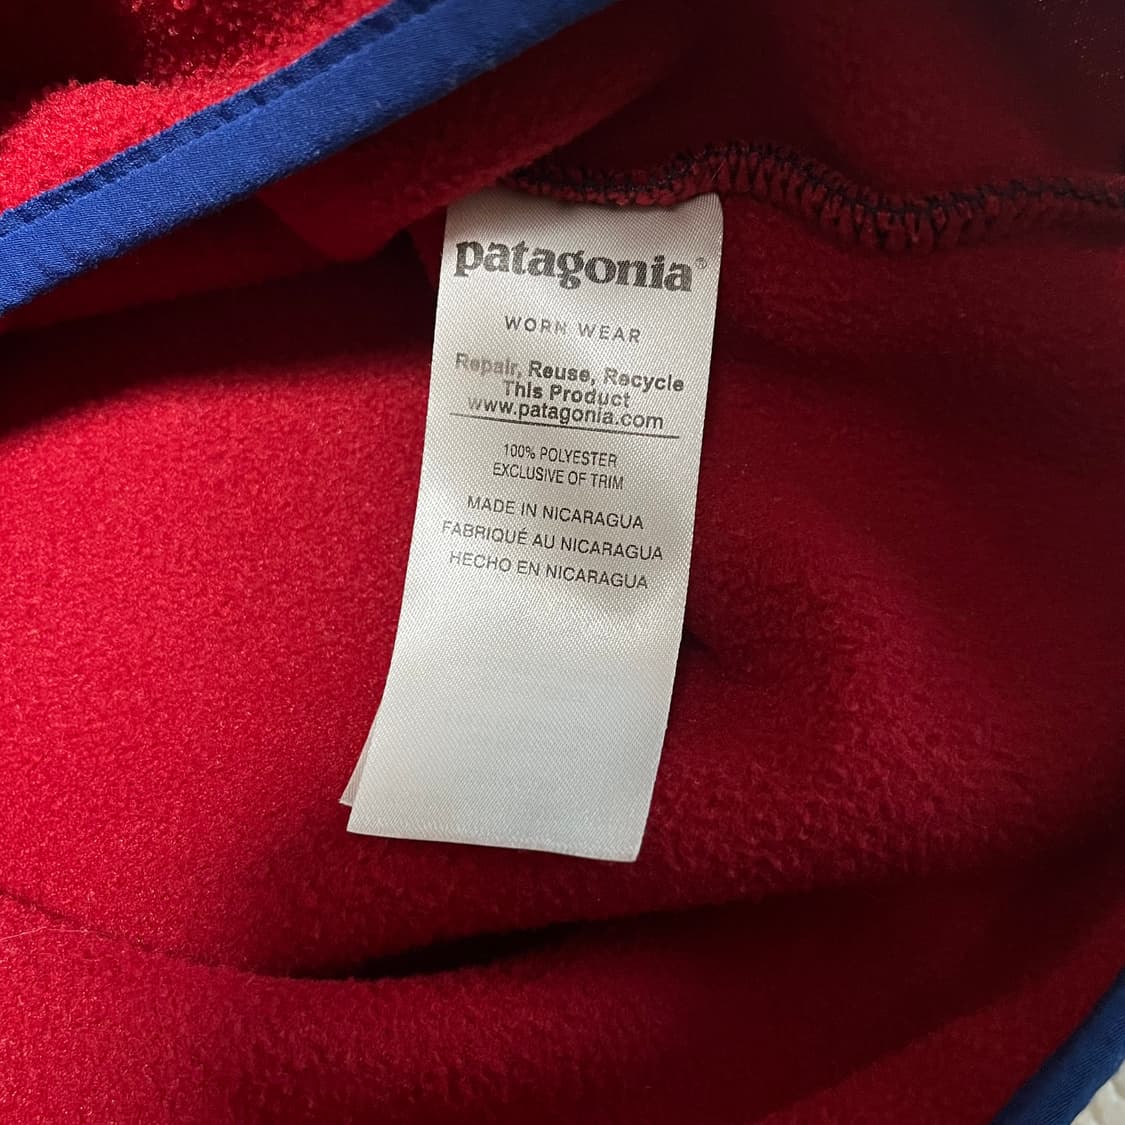 patagonia®
WORN WEAR
Repair, Reuse, Recycle
This Product
www.patagonia.com
100% POLYESTER
EXCLUSIVE OF TRIM
MADE IN NICARAGUA
FABRIQUÉ AU NICARAGUA
HECHO EN NICARAGUA